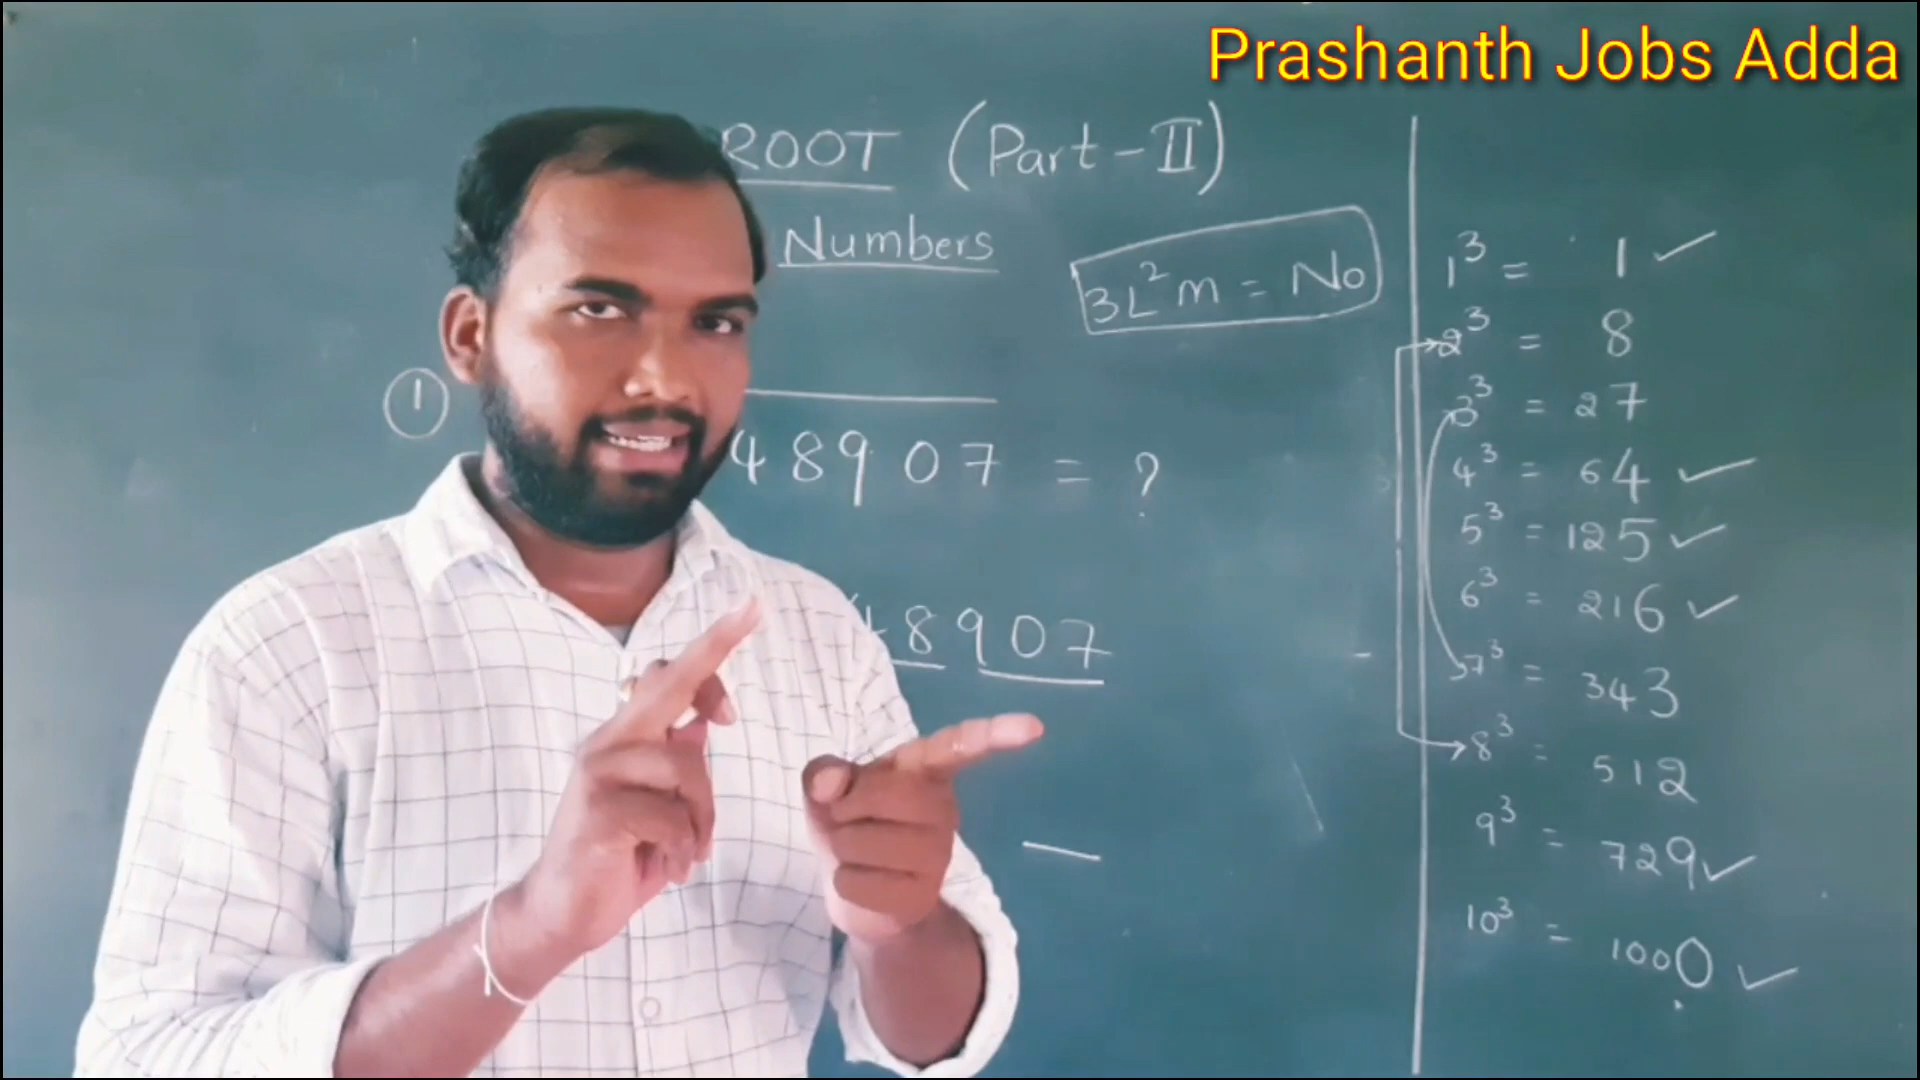 Prashanth Jobs Adda
ROOT (Part-II)
Numbers
3L²m = No
①
48907 = ?
48907
1³ = 1 ✓
2³ = 8
3³ = 27
4³ = 64 ✓
5³ = 125 ✓
6³ = 216 ✓
7³ = 343
8³ = 512
9³ = 729 ✓
10³ = 1000 ✓